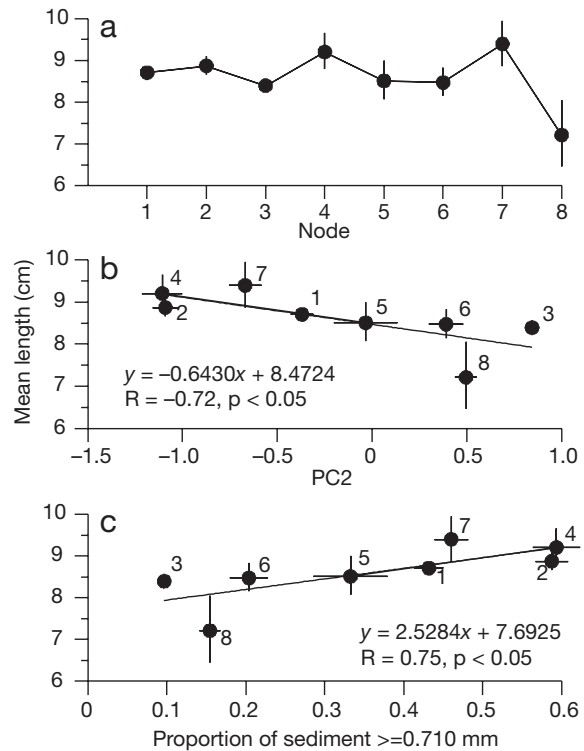 a
10
9
8
7
6
1 2 3 4 5 6 7 8
Node
Mean length (cm)
b
10
9
8
7
6
4
2
7
1
5
6
3
8
y = –0.6430x + 8.4724
R = –0.72, p < 0.05
–1.5 –1.0 –0.5 0 0.5 1.0
PC2
c
10
9
8
7
6
3
8
6
5
1
7
4
2
y = 2.5284x + 7.6925
R = 0.75, p < 0.05
0 0.1 0.2 0.3 0.4 0.5 0.6
Proportion of sediment >=0.710 mm